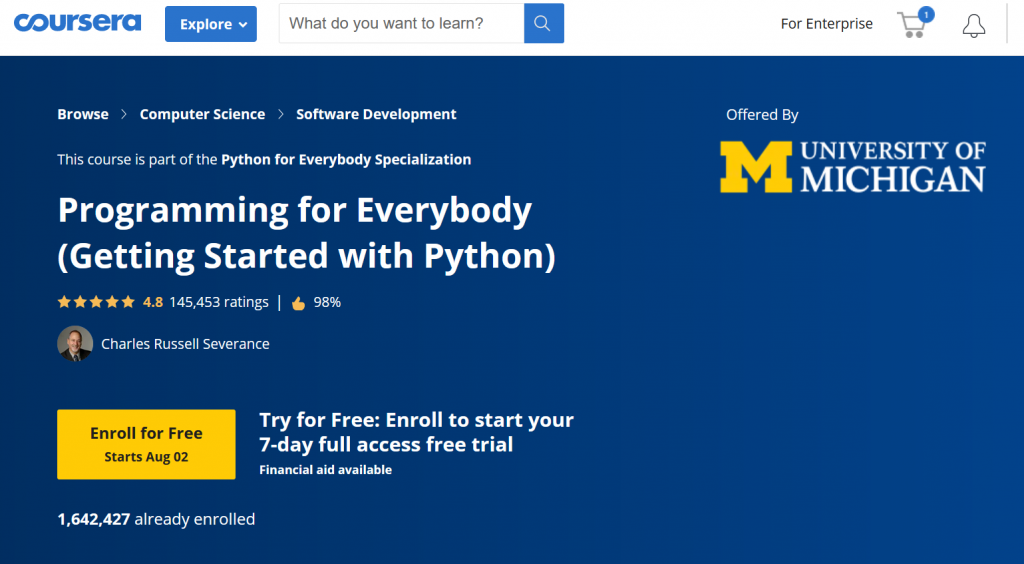 coursera
Explore
What do you want to learn?
For Enterprise
1
Browse > Computer Science > Software Development
Offered By
UNIVERSITY OF
MICHIGAN
This course is part of the Python for Everybody Specialization
Programming for Everybody
(Getting Started with Python)
4.8 145,453 ratings | 98%
Charles Russell Severance
Enroll for Free
Starts Aug 02
Try for Free: Enroll to start your
7-day full access free trial
Financial aid available
1,642,427 already enrolled